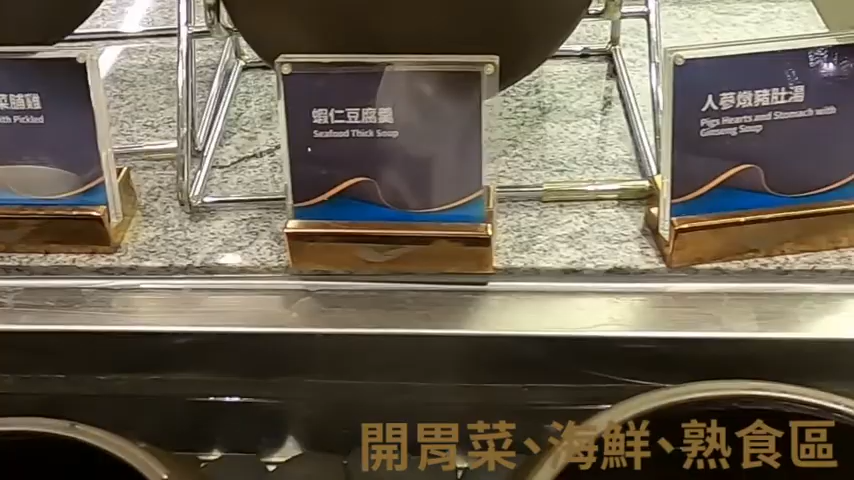 菜脯雞
th Pickled
蝦仁豆腐羹
Seafood Thick Soup
人蔘燉豬肚湯
Pigs Hearts and Stomach with
Ginseng Soup
開胃菜、海鮮、熟食區